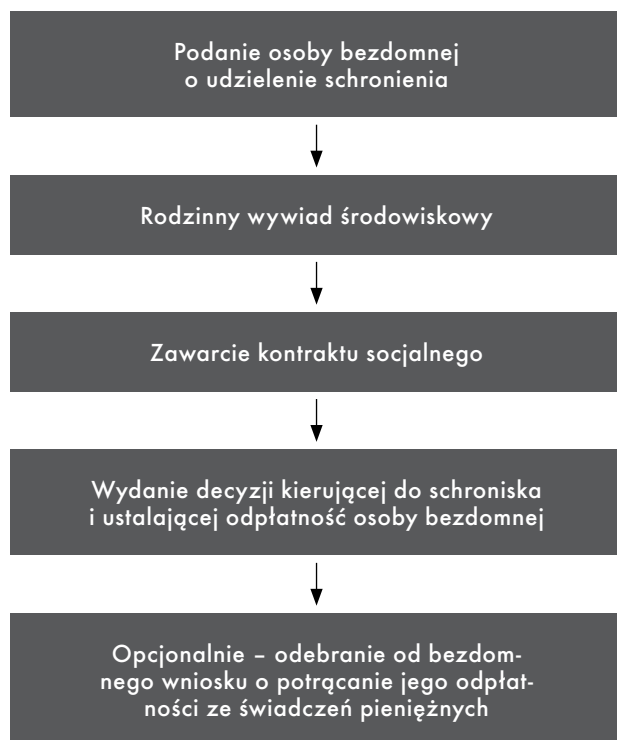 Podanie osoby bezdomnej
o udzielenie schronienia
Rodzinny wywiad środowiskowy
Zawarcie kontraktu socjalnego
Wydanie decyzji kierującej do schroniska
i ustalającej odpłatność osoby bezdomnej
Opcjonalnie – odebranie od bezdom-
nego wniosku o potrącanie jego odpłat-
ności ze świadczeń pieniężnych